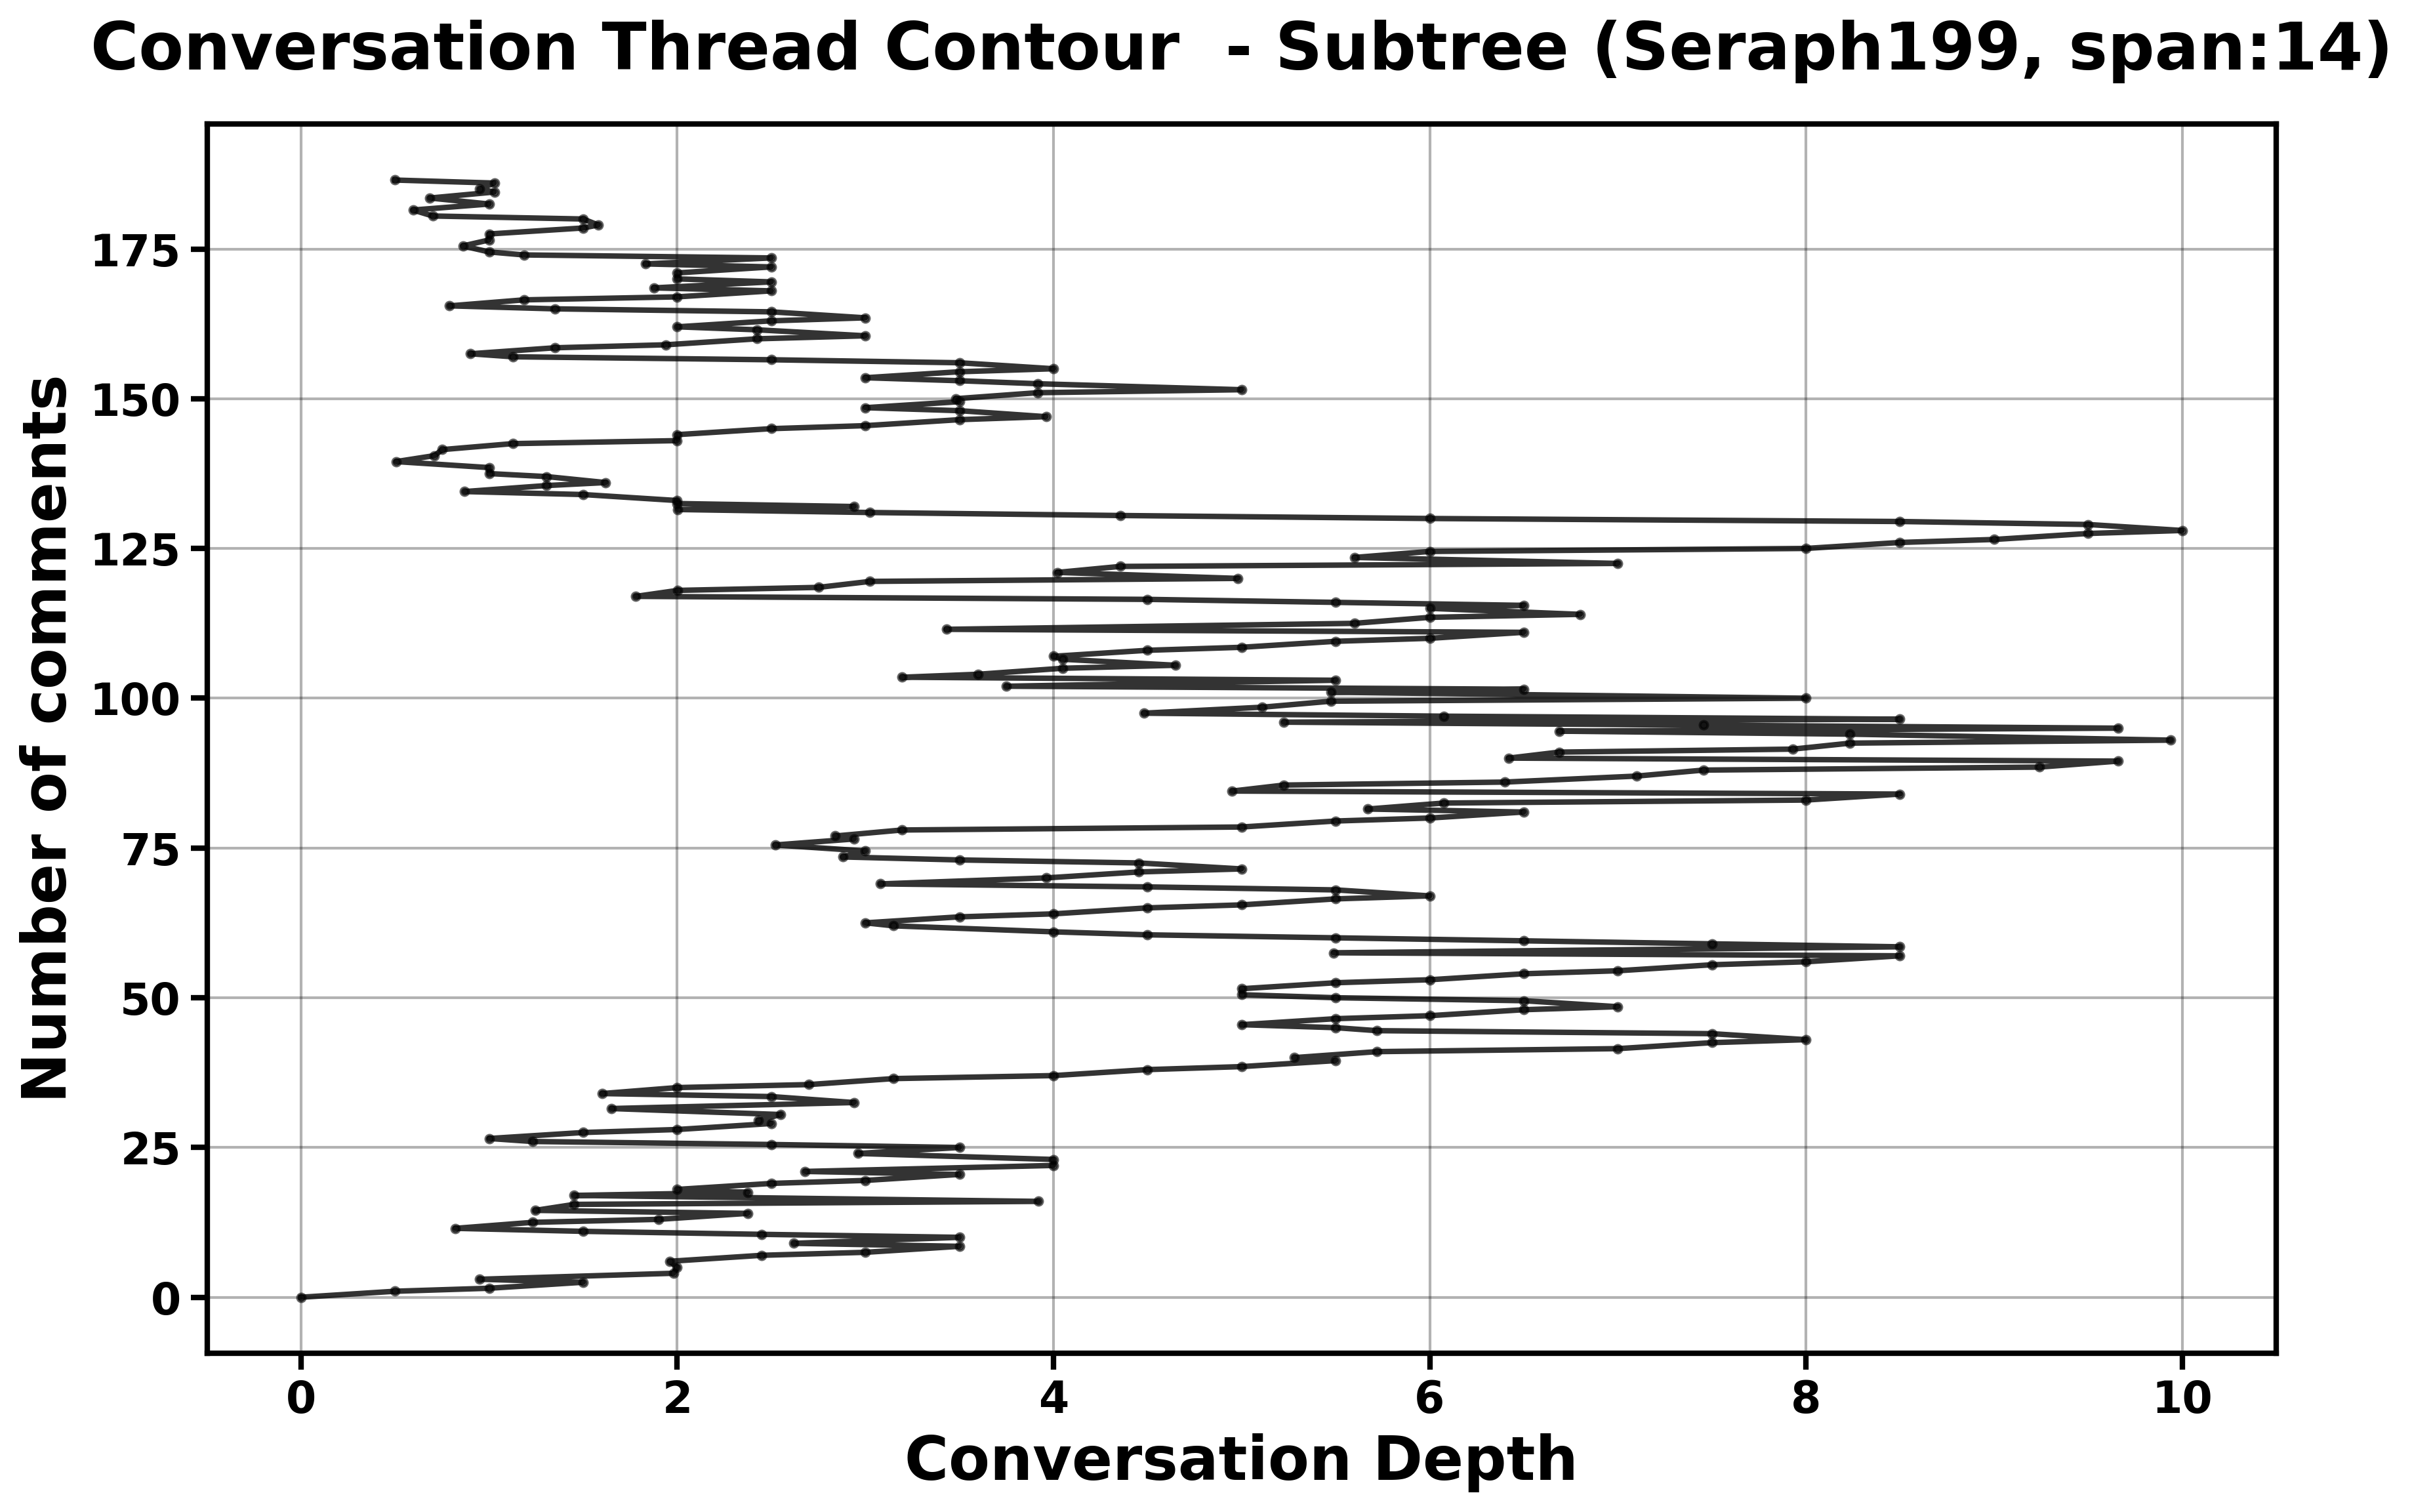 Conversation Thread Contour  - Subtree (Seraph199, span:14)
Number of comments
175
150
125
100
75
50
25
0
0 2 4 6 8 10
Conversation Depth